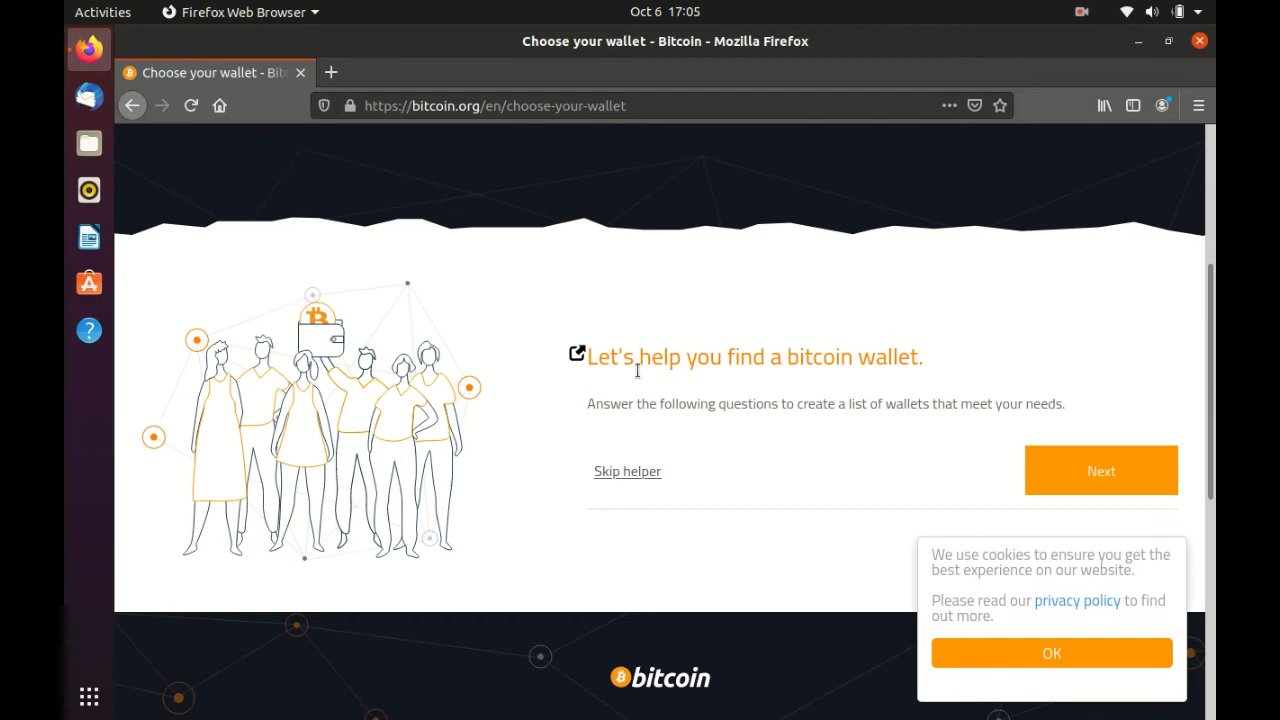 Activities
Firefox Web Browser
Oct 6 17:05
Choose your wallet - Bitcoin - Mozilla Firefox
Choose your wallet - Bitc
https://bitcoin.org/en/choose-your-wallet
Let's help you find a bitcoin wallet.
Answer the following questions to create a list of wallets that meet your needs.
Skip helper
Next
We use cookies to ensure you get the
best experience on our website.
Please read our privacy policy to find
out more.
OK
bitcoin